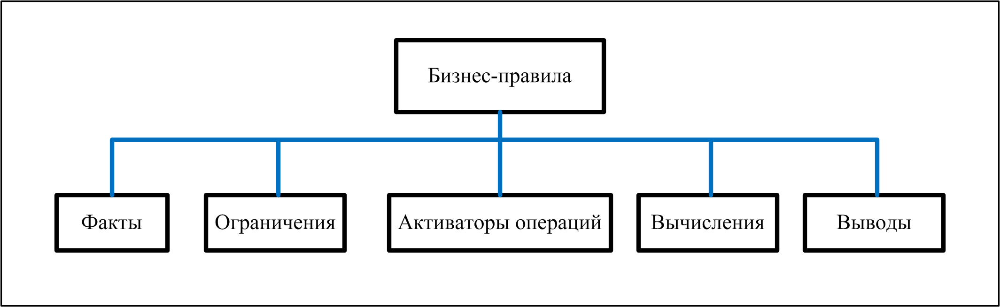 Бизнес-правила
Факты
Ограничения
Активаторы операций
Вычисления
Выводы